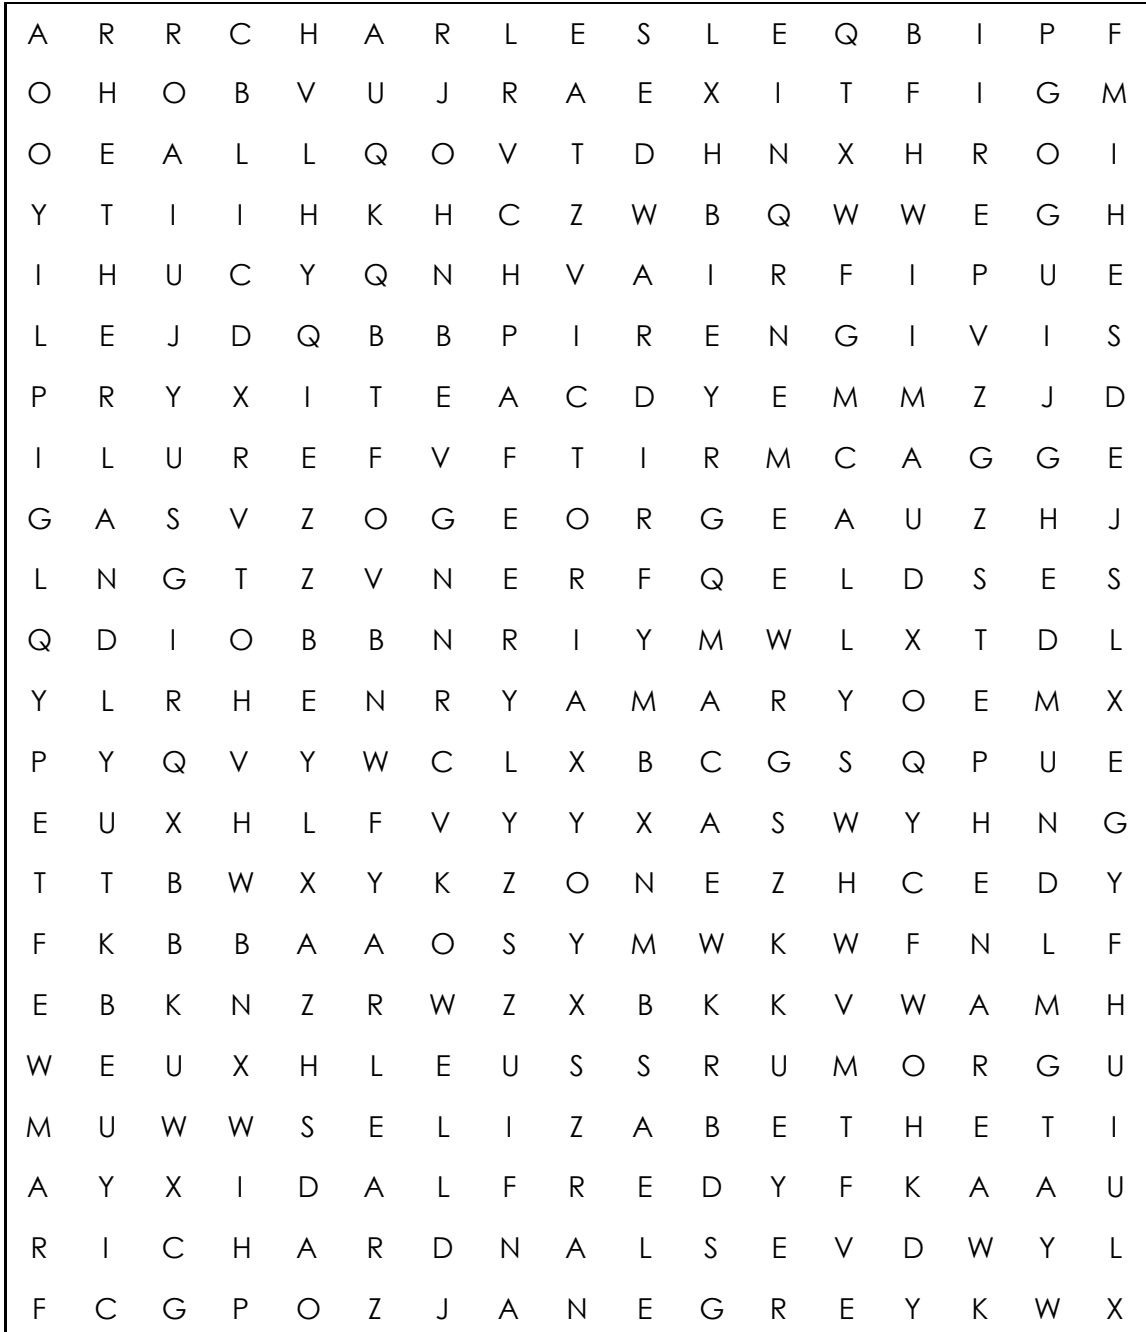 A R R C H A R L E S L E Q B I P F
O H O B V U J R A E X I T F I G M
O E A L L Q O V T D H N X H R O I
Y T I I H K H C Z W B Q W W E G H
I H U C Y Q N H V A I R F I P U E
L E J D Q B B P I R E N G I V I S
P R Y X I T E A C D Y E M M Z J D
I L U R E F V F T I R M C A G G E
G A S V Z O G E O R G E A U Z H J
L N G T Z V N E R F Q E L D S E S
Q D I O B B N R I Y M W L X T D L
Y L R H E N R Y A M A R Y O E M X
P Y Q V Y W C L X B C G S Q P U E
E U X H L F V Y Y X A S W Y H N G
T T B W X Y K Z O N E Z H C E D Y
F K B B A A O S Y M W K W F N L F
E B K N Z R W Z X B K K V W A M H
W E U X H L E U S S R U M O R G U
M U W W S E L I Z A B E T H E T I
A Y X I D A L F R E D Y F K A A U
R I C H A R D N A L S E V D W Y L
F C G P O Z J A N E G R E Y K W X